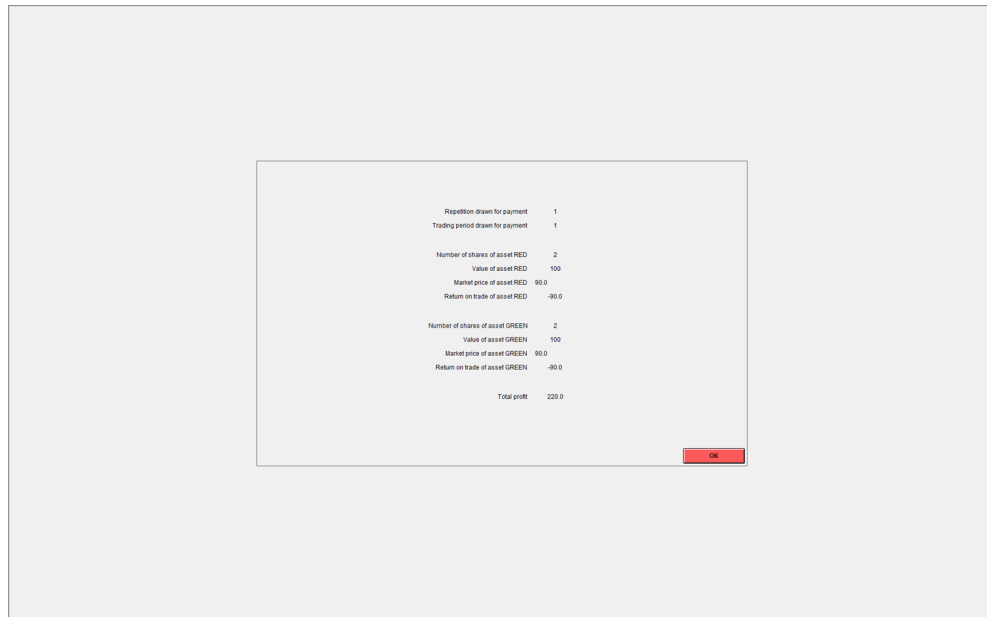 Repetition drawn for payment 1
Trading period drawn for payment 1
Number of shares of asset RED 2
Value of asset RED 100
Market price of asset RED 90.0
Return on trade of asset RED -90.0
Number of shares of asset GREEN 2
Value of asset GREEN 100
Market price of asset GREEN 90.0
Return on trade of asset GREEN -90.0
Total profit 220.0
OK